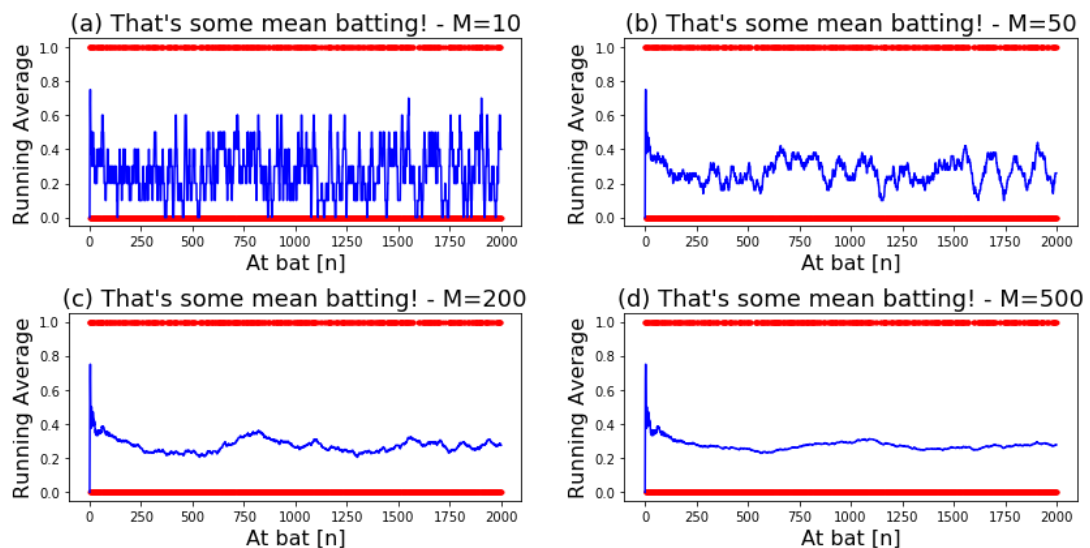 (a) That's some mean batting! - M=10
1.0
0.8
0.6
0.4
0.2
0.0
Running Average
0 250 500 750 1000 1250 1500 1750 2000
At bat [n]
(b) That's some mean batting! - M=50
1.0
0.8
0.6
0.4
0.2
0.0
Running Average
0 250 500 750 1000 1250 1500 1750 2000
At bat [n]
(c) That's some mean batting! - M=200
1.0
0.8
0.6
0.4
0.2
0.0
Running Average
0 250 500 750 1000 1250 1500 1750 2000
At bat [n]
(d) That's some mean batting! - M=500
1.0
0.8
0.6
0.4
0.2
0.0
Running Average
0 250 500 750 1000 1250 1500 1750 2000
At bat [n]